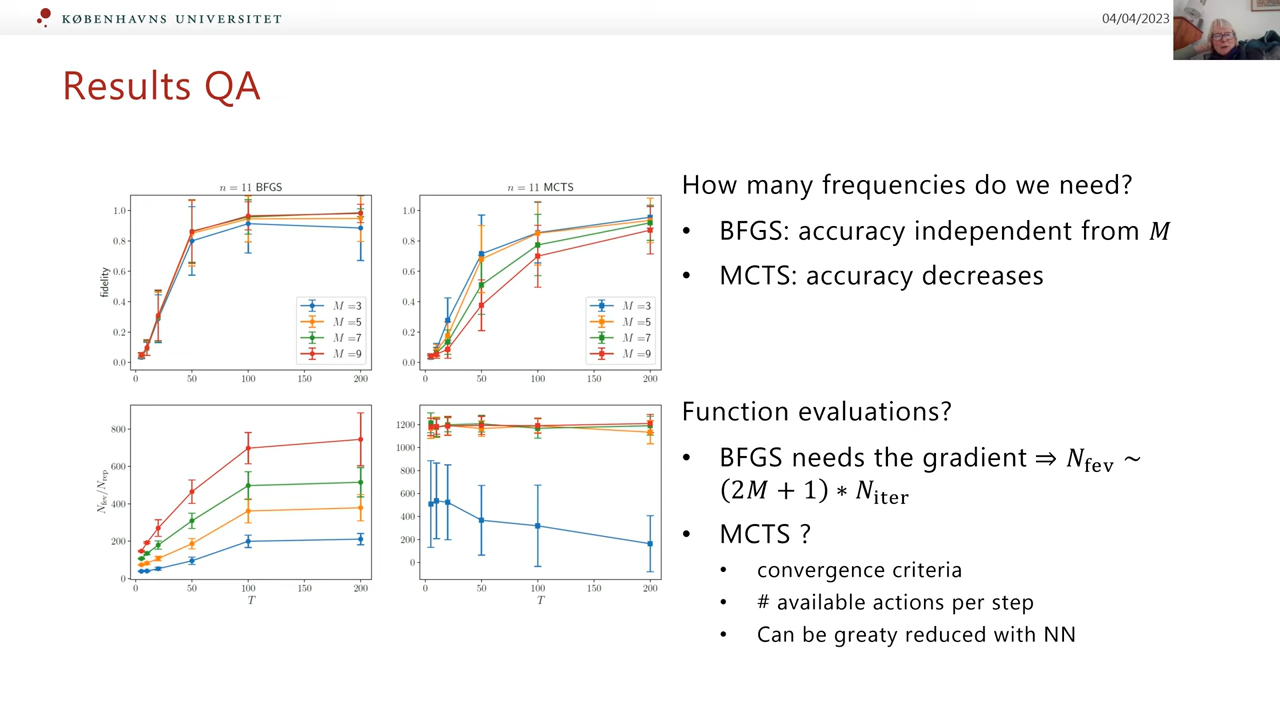 KØBENHAVNS UNIVERSITET
04/04/2023
Results QA
n = 11 BFGS
1.0
0.8
0.6
0.4
0.2
0.0
fidelity
0
50
100
150
200
M =3
M =5
M =7
M =9
n = 11 MCTS
1.0
0.8
0.6
0.4
0.2
0.0
0
50
100
150
200
M =3
M =5
M =7
M =9
800
600
400
200
0
N_fev/N_rep
0
50
100
150
200
T
1200
1000
800
600
400
200
0
0
50
100
150
200
T
How many frequencies do we need?
• BFGS: accuracy independent from M
• MCTS: accuracy decreases
Function evaluations?
• BFGS needs the gradient ⇒ N_fev ~
(2M + 1) * N_iter
• MCTS ?
• convergence criteria
• # available actions per step
• Can be greaty reduced with NN